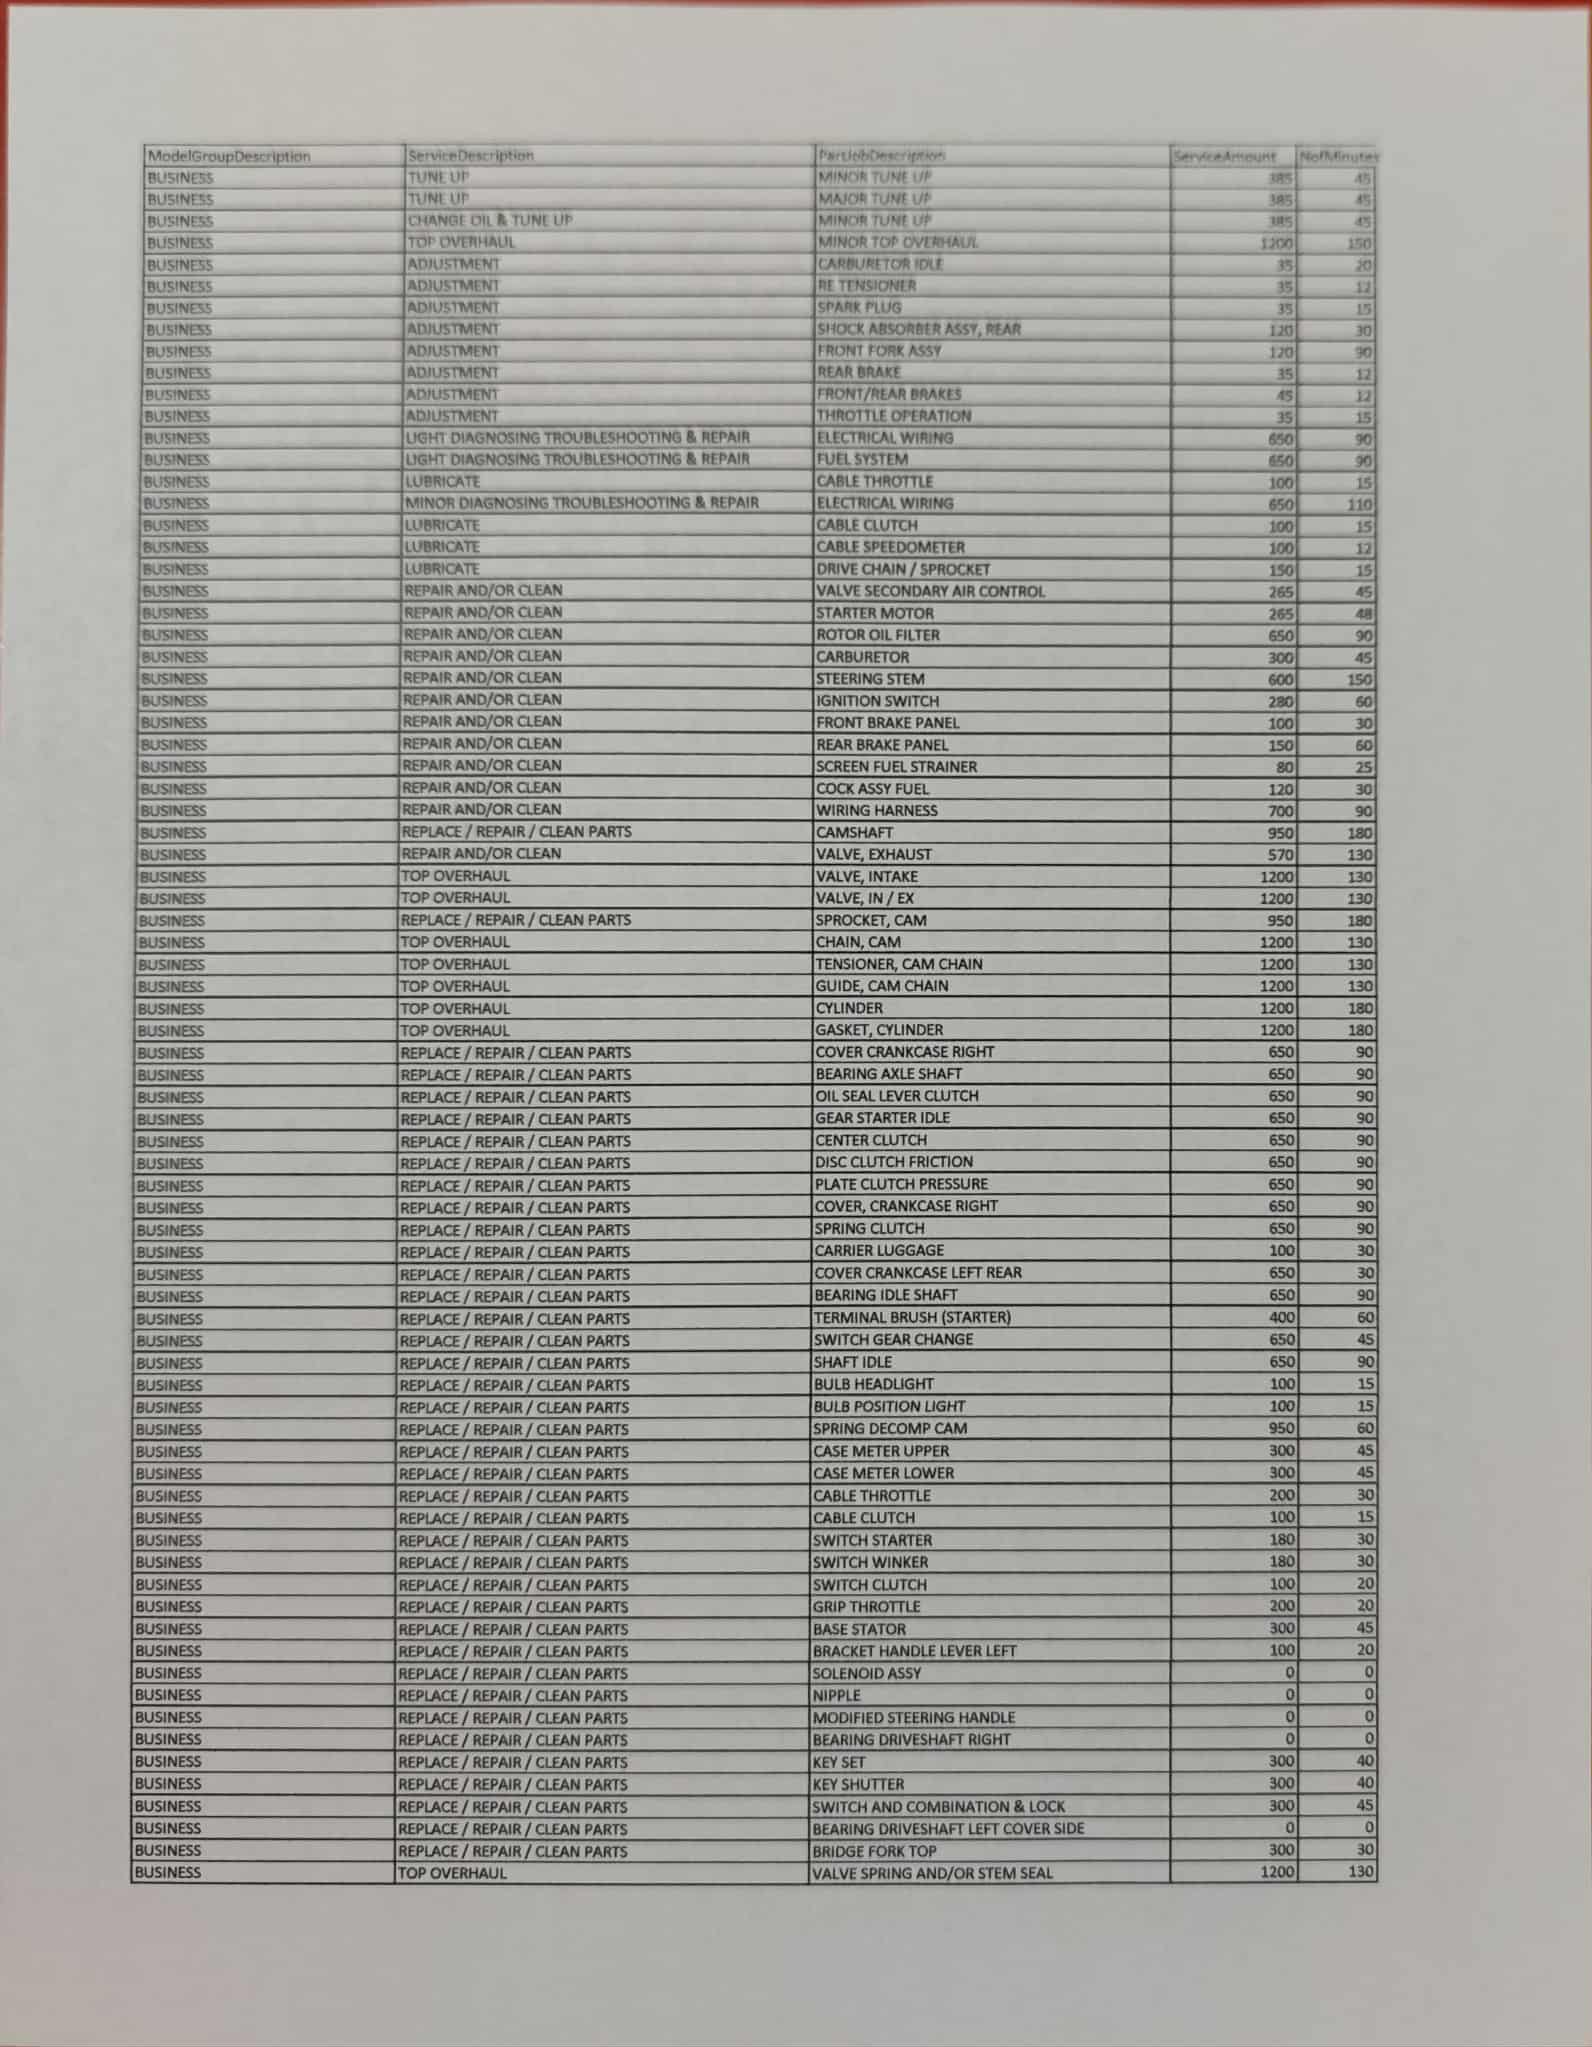 ModelGroupDescription ServiceDescription PartJobDescription ServiceAmount NofMinutes
BUSINESS TUNE UP MINOR TUNE UP 385 45
BUSINESS TUNE UP MAJOR TUNE UP 385 45
BUSINESS CHANGE OIL & TUNE UP MINOR TUNE UP 385 45
BUSINESS TOP OVERHAUL MINOR TOP OVERHAUL 1200 150
BUSINESS ADJUSTMENT CARBURETOR IDLE 35 20
BUSINESS ADJUSTMENT RE TENSIONER 35 12
BUSINESS ADJUSTMENT SPARK PLUG 35 15
BUSINESS ADJUSTMENT SHOCK ABSORBER ASSY, REAR 120 30
BUSINESS ADJUSTMENT FRONT FORK ASSY 120 90
BUSINESS ADJUSTMENT REAR BRAKE 35 12
BUSINESS ADJUSTMENT FRONT/REAR BRAKES 45 12
BUSINESS ADJUSTMENT THROTTLE OPERATION 35 15
BUSINESS LIGHT DIAGNOSING TROUBLESHOOTING & REPAIR ELECTRICAL WIRING 650 90
BUSINESS LIGHT DIAGNOSING TROUBLESHOOTING & REPAIR FUEL SYSTEM 650 90
BUSINESS LUBRICATE CABLE THROTTLE 100 15
BUSINESS MINOR DIAGNOSING TROUBLESHOOTING & REPAIR ELECTRICAL WIRING 650 110
BUSINESS LUBRICATE CABLE CLUTCH 100 15
BUSINESS LUBRICATE CABLE SPEEDOMETER 100 12
BUSINESS LUBRICATE DRIVE CHAIN / SPROCKET 150 15
BUSINESS REPAIR AND/OR CLEAN VALVE SECONDARY AIR CONTROL 265 45
BUSINESS REPAIR AND/OR CLEAN STARTER MOTOR 265 48
BUSINESS REPAIR AND/OR CLEAN ROTOR OIL FILTER 650 90
BUSINESS REPAIR AND/OR CLEAN CARBURETOR 300 45
BUSINESS REPAIR AND/OR CLEAN STEERING STEM 600 150
BUSINESS REPAIR AND/OR CLEAN IGNITION SWITCH 280 60
BUSINESS REPAIR AND/OR CLEAN FRONT BRAKE PANEL 100 30
BUSINESS REPAIR AND/OR CLEAN REAR BRAKE PANEL 150 60
BUSINESS REPAIR AND/OR CLEAN SCREEN FUEL STRAINER 80 25
BUSINESS REPAIR AND/OR CLEAN COCK ASSY FUEL 120 30
BUSINESS REPAIR AND/OR CLEAN WIRING HARNESS 700 90
BUSINESS REPLACE / REPAIR / CLEAN PARTS CAMSHAFT 950 180
BUSINESS REPAIR AND/OR CLEAN VALVE, EXHAUST 570 130
BUSINESS TOP OVERHAUL VALVE, INTAKE 1200 130
BUSINESS TOP OVERHAUL VALVE, IN / EX 1200 130
BUSINESS REPLACE / REPAIR / CLEAN PARTS SPROCKET, CAM 950 180
BUSINESS TOP OVERHAUL CHAIN, CAM 1200 130
BUSINESS TOP OVERHAUL TENSIONER, CAM CHAIN 1200 130
BUSINESS TOP OVERHAUL GUIDE, CAM CHAIN 1200 130
BUSINESS TOP OVERHAUL CYLINDER 1200 180
BUSINESS TOP OVERHAUL GASKET, CYLINDER 1200 180
BUSINESS REPLACE / REPAIR / CLEAN PARTS COVER CRANKCASE RIGHT 650 90
BUSINESS REPLACE / REPAIR / CLEAN PARTS BEARING AXLE SHAFT 650 90
BUSINESS REPLACE / REPAIR / CLEAN PARTS OIL SEAL LEVER CLUTCH 650 90
BUSINESS REPLACE / REPAIR / CLEAN PARTS GEAR STARTER IDLE 650 90
BUSINESS REPLACE / REPAIR / CLEAN PARTS CENTER CLUTCH 650 90
BUSINESS REPLACE / REPAIR / CLEAN PARTS DISC CLUTCH FRICTION 650 90
BUSINESS REPLACE / REPAIR / CLEAN PARTS PLATE CLUTCH PRESSURE 650 90
BUSINESS REPLACE / REPAIR / CLEAN PARTS COVER, CRANKCASE RIGHT 650 90
BUSINESS REPLACE / REPAIR / CLEAN PARTS SPRING CLUTCH 650 90
BUSINESS REPLACE / REPAIR / CLEAN PARTS CARRIER LUGGAGE 100 30
BUSINESS REPLACE / REPAIR / CLEAN PARTS COVER CRANKCASE LEFT REAR 650 30
BUSINESS REPLACE / REPAIR / CLEAN PARTS BEARING IDLE SHAFT 650 90
BUSINESS REPLACE / REPAIR / CLEAN PARTS TERMINAL BRUSH (STARTER) 400 60
BUSINESS REPLACE / REPAIR / CLEAN PARTS SWITCH GEAR CHANGE 650 45
BUSINESS REPLACE / REPAIR / CLEAN PARTS SHAFT IDLE 650 90
BUSINESS REPLACE / REPAIR / CLEAN PARTS BULB HEADLIGHT 100 15
BUSINESS REPLACE / REPAIR / CLEAN PARTS BULB POSITION LIGHT 100 15
BUSINESS REPLACE / REPAIR / CLEAN PARTS SPRING DECOMP CAM 950 60
BUSINESS REPLACE / REPAIR / CLEAN PARTS CASE METER UPPER 300 45
BUSINESS REPLACE / REPAIR / CLEAN PARTS CASE METER LOWER 300 45
BUSINESS REPLACE / REPAIR / CLEAN PARTS CABLE THROTTLE 200 30
BUSINESS REPLACE / REPAIR / CLEAN PARTS CABLE CLUTCH 100 15
BUSINESS REPLACE / REPAIR / CLEAN PARTS SWITCH STARTER 180 30
BUSINESS REPLACE / REPAIR / CLEAN PARTS SWITCH WINKER 180 30
BUSINESS REPLACE / REPAIR / CLEAN PARTS SWITCH CLUTCH 100 20
BUSINESS REPLACE / REPAIR / CLEAN PARTS GRIP THROTTLE 200 20
BUSINESS REPLACE / REPAIR / CLEAN PARTS BASE STATOR 300 45
BUSINESS REPLACE / REPAIR / CLEAN PARTS BRACKET HANDLE LEVER LEFT 100 20
BUSINESS REPLACE / REPAIR / CLEAN PARTS SOLENOID ASSY 0 0
BUSINESS REPLACE / REPAIR / CLEAN PARTS NIPPLE 0 0
BUSINESS REPLACE / REPAIR / CLEAN PARTS MODIFIED STEERING HANDLE 0 0
BUSINESS REPLACE / REPAIR / CLEAN PARTS BEARING DRIVESHAFT RIGHT 0 0
BUSINESS REPLACE / REPAIR / CLEAN PARTS KEY SET 300 40
BUSINESS REPLACE / REPAIR / CLEAN PARTS KEY SHUTTER 300 40
BUSINESS REPLACE / REPAIR / CLEAN PARTS SWITCH AND COMBINATION & LOCK 300 45
BUSINESS REPLACE / REPAIR / CLEAN PARTS BEARING DRIVESHAFT LEFT COVER SIDE 0 0
BUSINESS REPLACE / REPAIR / CLEAN PARTS BRIDGE FORK TOP 300 30
BUSINESS TOP OVERHAUL VALVE SPRING AND/OR STEM SEAL 1200 130